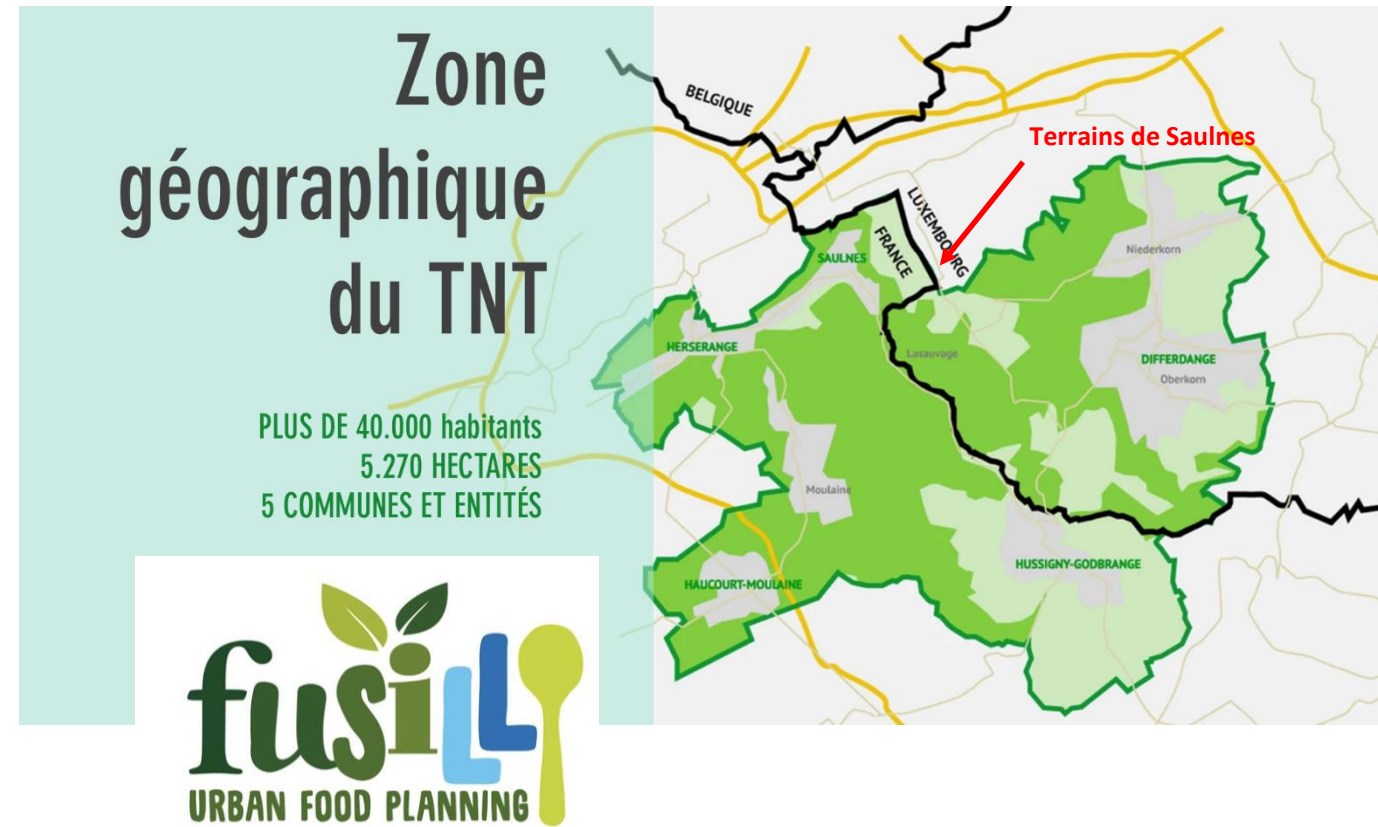 Zone
géographique
du TNT
PLUS DE 40.000 habitants
5.270 HECTARES
5 COMMUNES ET ENTITÉS
fusilli
URBAN FOOD PLANNING
BELGIQUE
Terrains de Saulnes
LUXEMBOURG
FRANCE
SAULNES
Niederkorn
HERSERANGE
Lasauvage
DIFFERDANGE
Oberkorn
Moulaine
HUSSIGNY-GODBRANGE
HAUCOURT-MOULAINE